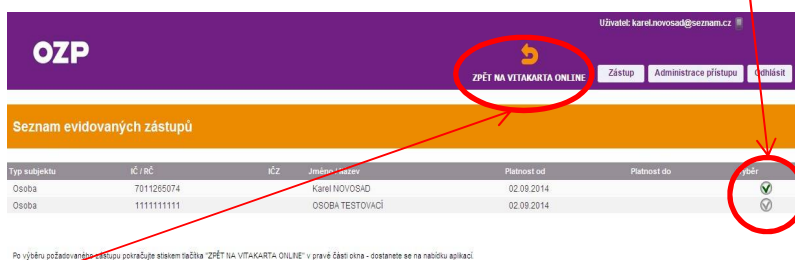 Uživatel: karel.novosad@seznam.cz
OZP
ZPĚT NA VITAKARTA ONLINE
Zástup
Administrace přístupu
Odhlásit
Seznam evidovaných zástupů
Typ subjektu IČ / RČ IČZ Jméno / Název Platnost od Platnost do Výběr
Osoba 7011265074 Karel NOVOSAD 02.09.2014
Osoba 1111111111 OSOBA TESTOVACÍ 02.09.2014
Po výběru požadovaného zástupu pokračujte stiskem tlačítka "ZPĚT NA VITAKARTA ONLINE" v pravé části okna - dostanete se na nabídku aplikací.